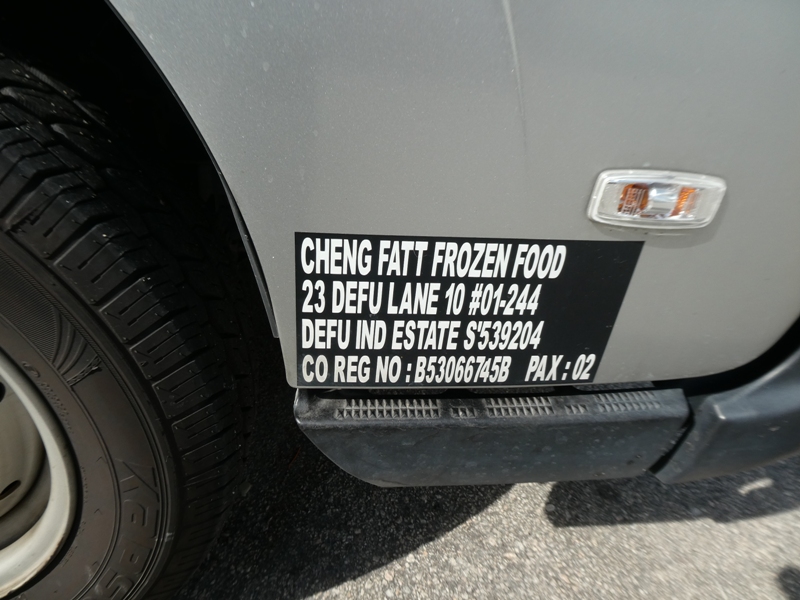 CHENG FATT FROZEN FOOD
23 DEFU LANE 10 #01-244
DEFU IND ESTATE S'539204
CO REG NO : B53066745B PAX : 02